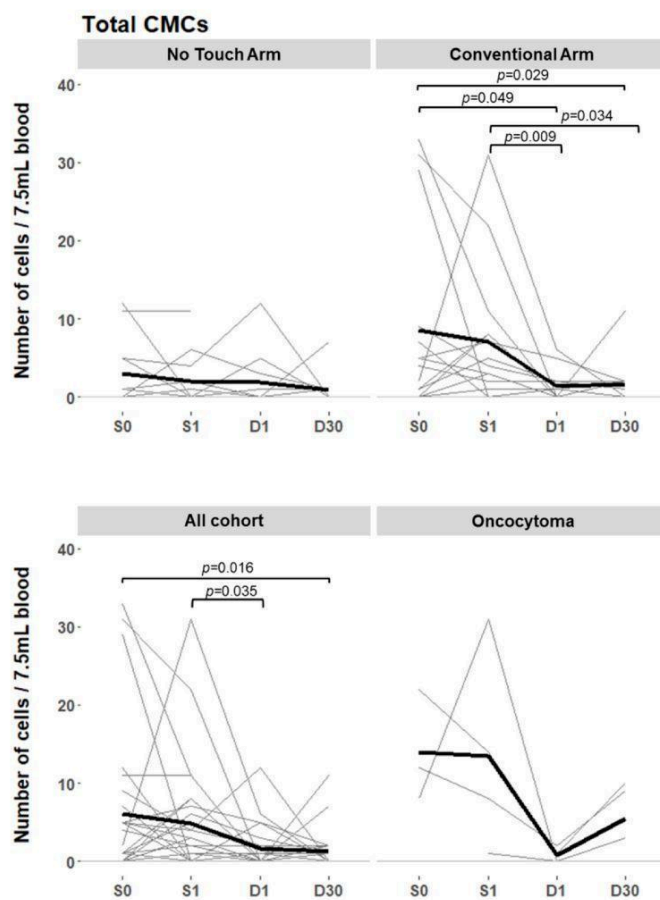 Total CMCs
No Touch Arm
Conventional Arm
Number of cells / 7.5mL blood
40
30
20
10
0
p=0.029
p=0.049
p=0.034
p=0.009
S0 S1 D1 D30
S0 S1 D1 D30
All cohort
Oncocytoma
Number of cells / 7.5mL blood
40
30
20
10
0
p=0.016
p=0.035
S0 S1 D1 D30
S0 S1 D1 D30